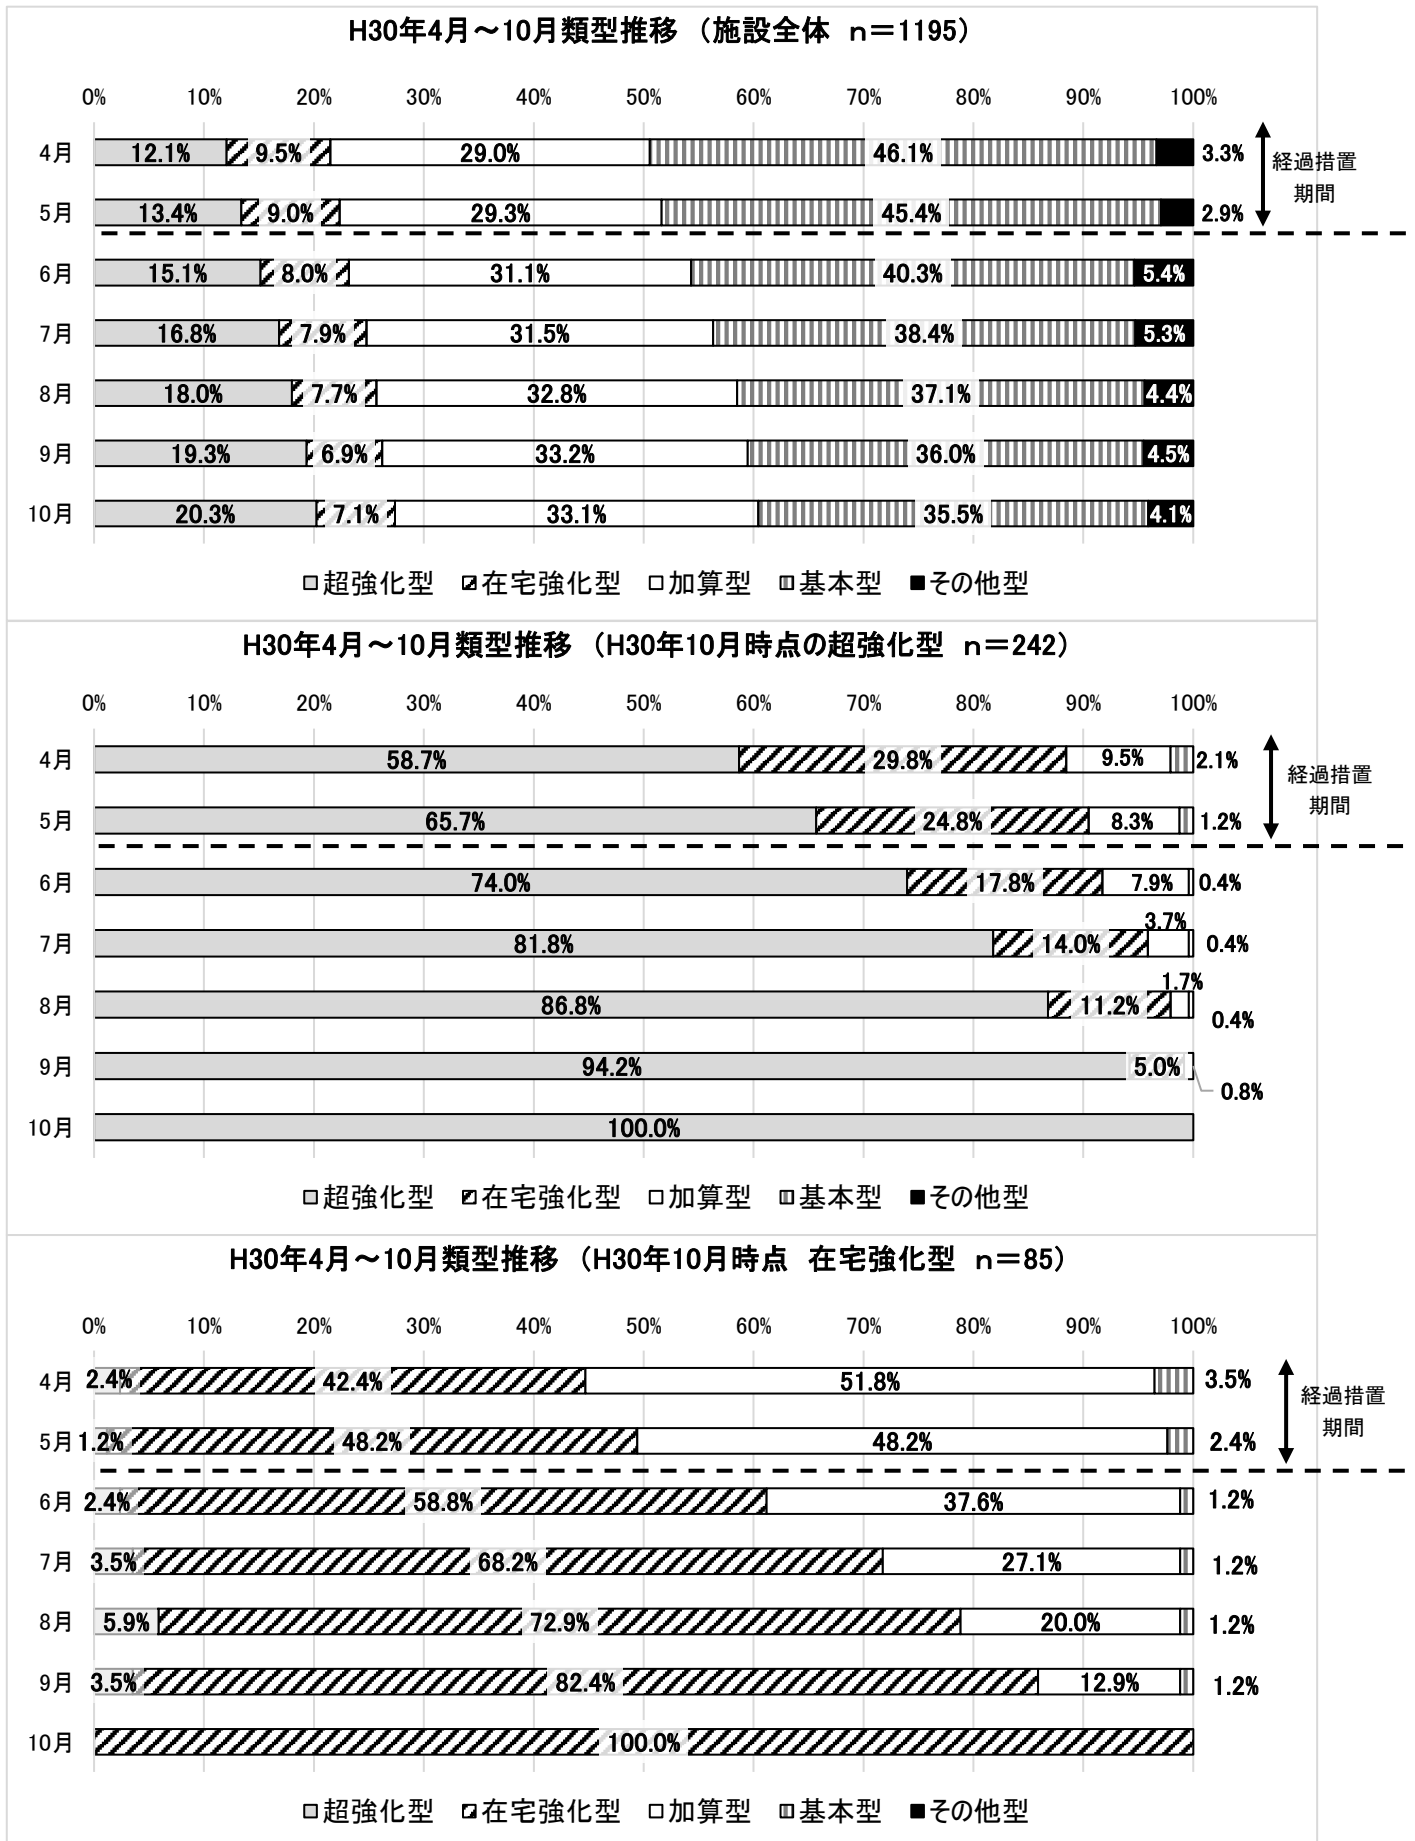 H30年4月～10月類型推移 （施設全体　n＝1195）
0% 10% 20% 30% 40% 50% 60% 70% 80% 90% 100%
4月 12.1% 9.5% 29.0% 46.1% 3.3%
経過措置
期間
5月 13.4% 9.0% 29.3% 45.4% 2.9%
6月 15.1% 8.0% 31.1% 40.3% 5.4%
7月 16.8% 7.9% 31.5% 38.4% 5.3%
8月 18.0% 7.7% 32.8% 37.1% 4.4%
9月 19.3% 6.9% 33.2% 36.0% 4.5%
10月 20.3% 7.1% 33.1% 35.5% 4.1%
超強化型 在宅強化型 加算型 基本型 その他型
H30年4月～10月類型推移 （H30年10月時点の超強化型　n＝242）
0% 10% 20% 30% 40% 50% 60% 70% 80% 90% 100%
4月 58.7% 29.8% 9.5% 2.1%
経過措置
期間
5月 65.7% 24.8% 8.3% 1.2%
6月 74.0% 17.8% 7.9% 0.4%
7月 81.8% 14.0% 3.7% 0.4%
8月 86.8% 11.2% 1.7% 0.4%
9月 94.2% 5.0% 0.8%
10月 100.0%
超強化型 在宅強化型 加算型 基本型 その他型
H30年4月～10月類型推移 （H30年10月時点　在宅強化型　n＝85）
0% 10% 20% 30% 40% 50% 60% 70% 80% 90% 100%
4月 2.4% 42.4% 51.8% 3.5%
経過措置
期間
5月 1.2% 48.2% 48.2% 2.4%
6月 2.4% 58.8% 37.6% 1.2%
7月 3.5% 68.2% 27.1% 1.2%
8月 5.9% 72.9% 20.0% 1.2%
9月 3.5% 82.4% 12.9% 1.2%
10月 100.0%
超強化型 在宅強化型 加算型 基本型 その他型